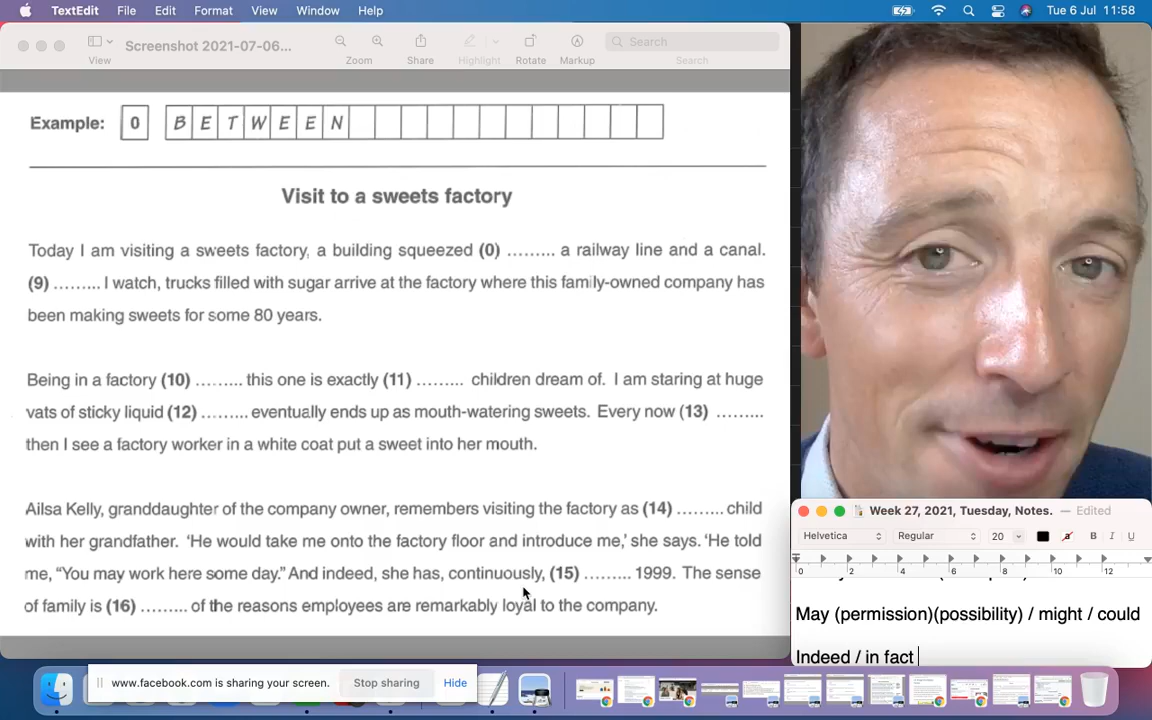 TextEdit File Edit Format View Window Help Tue 6 Jul 11:58
Screenshot 2021-07-06...
Search
View Zoom Share Highlight Rotate Markup Search
Example: 0 BETWEEN
Visit to a sweets factory
Today I am visiting a sweets factory, a building squeezed (0) ......... a railway line and a canal.
(9) ........ I watch, trucks filled with sugar arrive at the factory where this family-owned company has
been making sweets for some 80 years.
Being in a factory (10) ......... this one is exactly (11) ......... children dream of. I am staring at huge
vats of sticky liquid (12) ......... eventually ends up as mouth-watering sweets. Every now (13) .........
then I see a factory worker in a white coat put a sweet into her mouth.
Ailsa Kelly, granddaughter of the company owner, remembers visiting the factory as (14) ......... child
with her grandfather. 'He would take me onto the factory floor and introduce me,' she says. 'He told
me, "You may work here some day." And indeed, she has, continuously, (15) ......... 1999. The sense
of family is (16) ......... of the reasons employees are remarkably loyal to the company.
Week 27, 2021, Tuesday, Notes. — Edited
Helvetica Regular 20 a B I U
0 2 4 6 8 10 12
May (permission)(possibility) / might / could
Indeed / in fact
www.facebook.com is sharing your screen. Stop sharing Hide